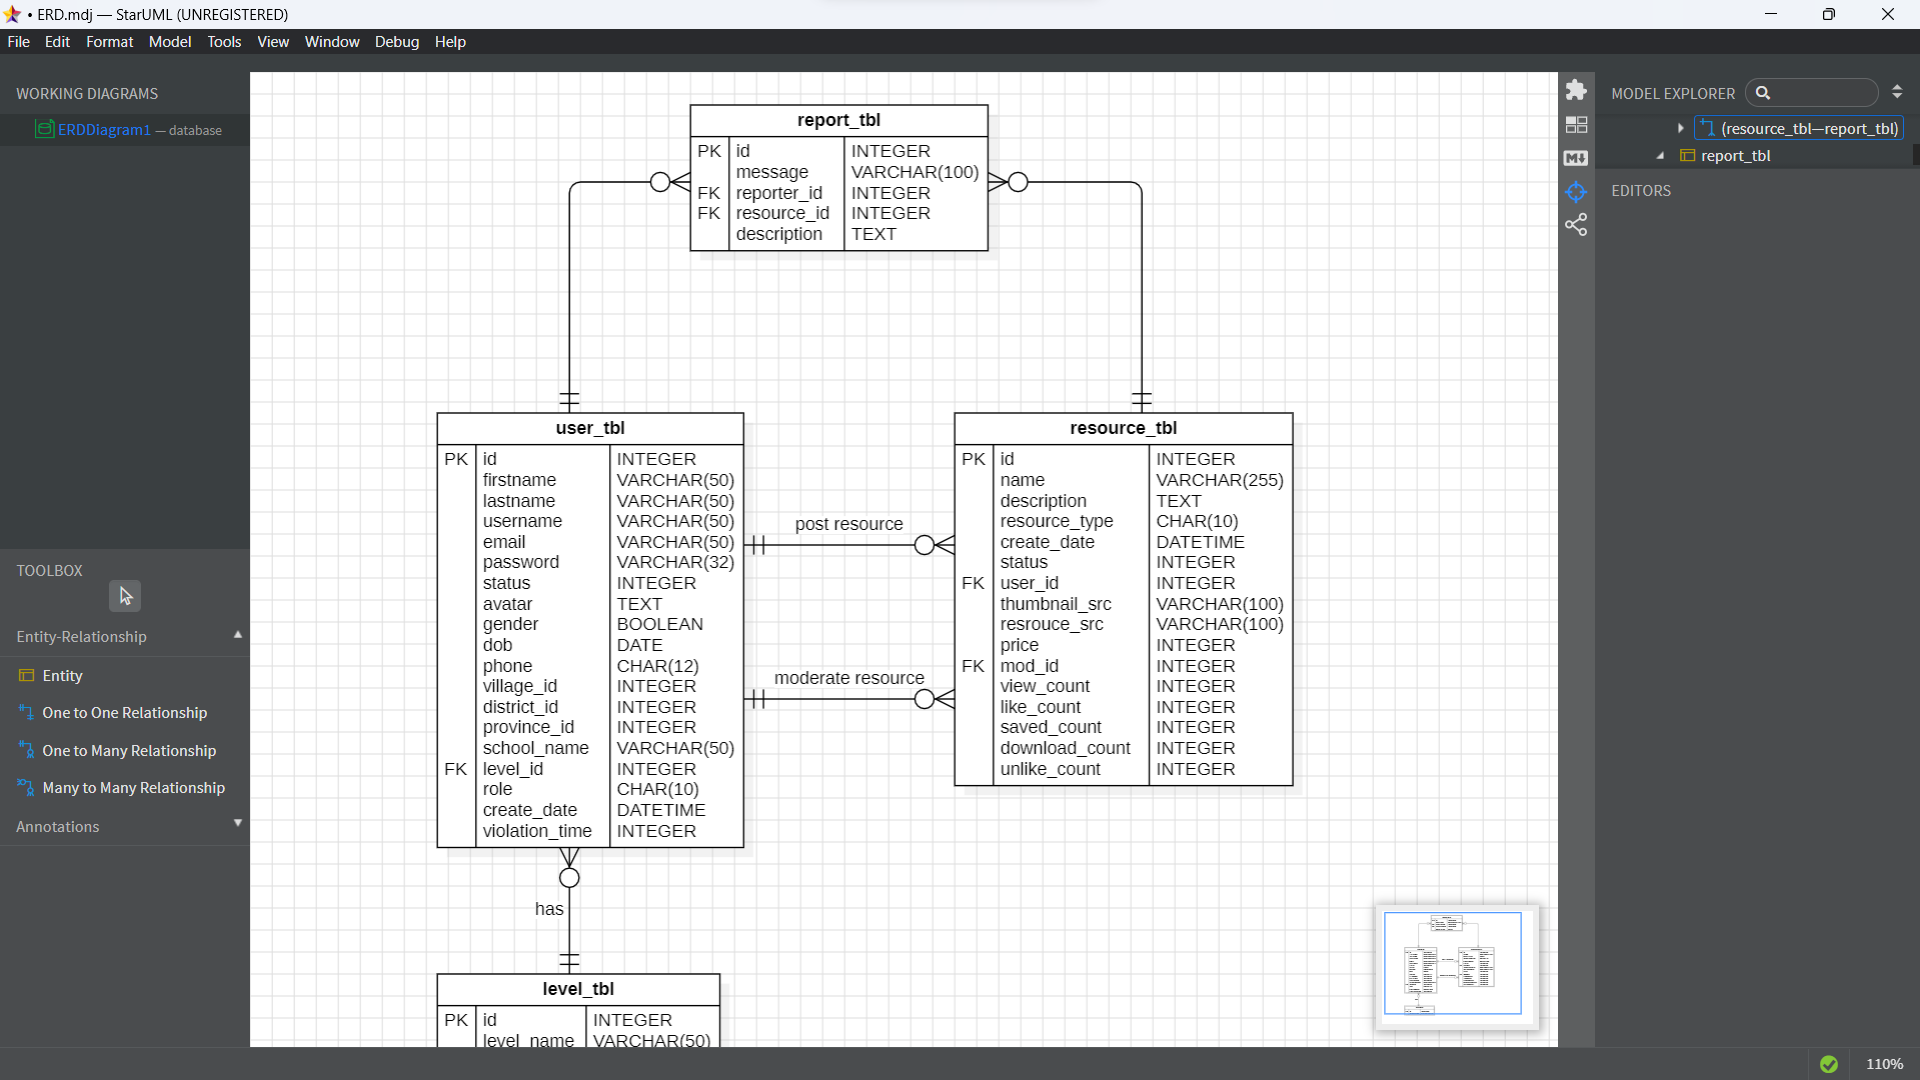 • ERD.mdj — StarUML (UNREGISTERED)
File Edit Format Model Tools View Window Debug Help
WORKING DIAGRAMS
ERDDiagram1 — database
TOOLBOX
Entity-Relationship
Entity
One to One Relationship
One to Many Relationship
Many to Many Relationship
Annotations
report_tbl
PK id INTEGER
message VARCHAR(100)
FK reporter_id INTEGER
FK resource_id INTEGER
description TEXT
user_tbl
PK id INTEGER
firstname VARCHAR(50)
lastname VARCHAR(50)
username VARCHAR(50)
email VARCHAR(50)
password VARCHAR(32)
status INTEGER
avatar TEXT
gender BOOLEAN
dob DATE
phone CHAR(12)
village_id INTEGER
district_id INTEGER
province_id INTEGER
school_name VARCHAR(50)
FK level_id INTEGER
role CHAR(10)
create_date DATETIME
violation_time INTEGER
post resource
moderate resource
resource_tbl
PK id INTEGER
name VARCHAR(255)
description TEXT
resource_type CHAR(10)
create_date DATETIME
status INTEGER
FK user_id INTEGER
thumbnail_src VARCHAR(100)
resrouce_src VARCHAR(100)
price INTEGER
FK mod_id INTEGER
view_count INTEGER
like_count INTEGER
saved_count INTEGER
download_count INTEGER
unlike_count INTEGER
has
level_tbl
PK id INTEGER
level_name VARCHAR(50)
MODEL EXPLORER
(resource_tbl—report_tbl)
report_tbl
EDITORS
110%